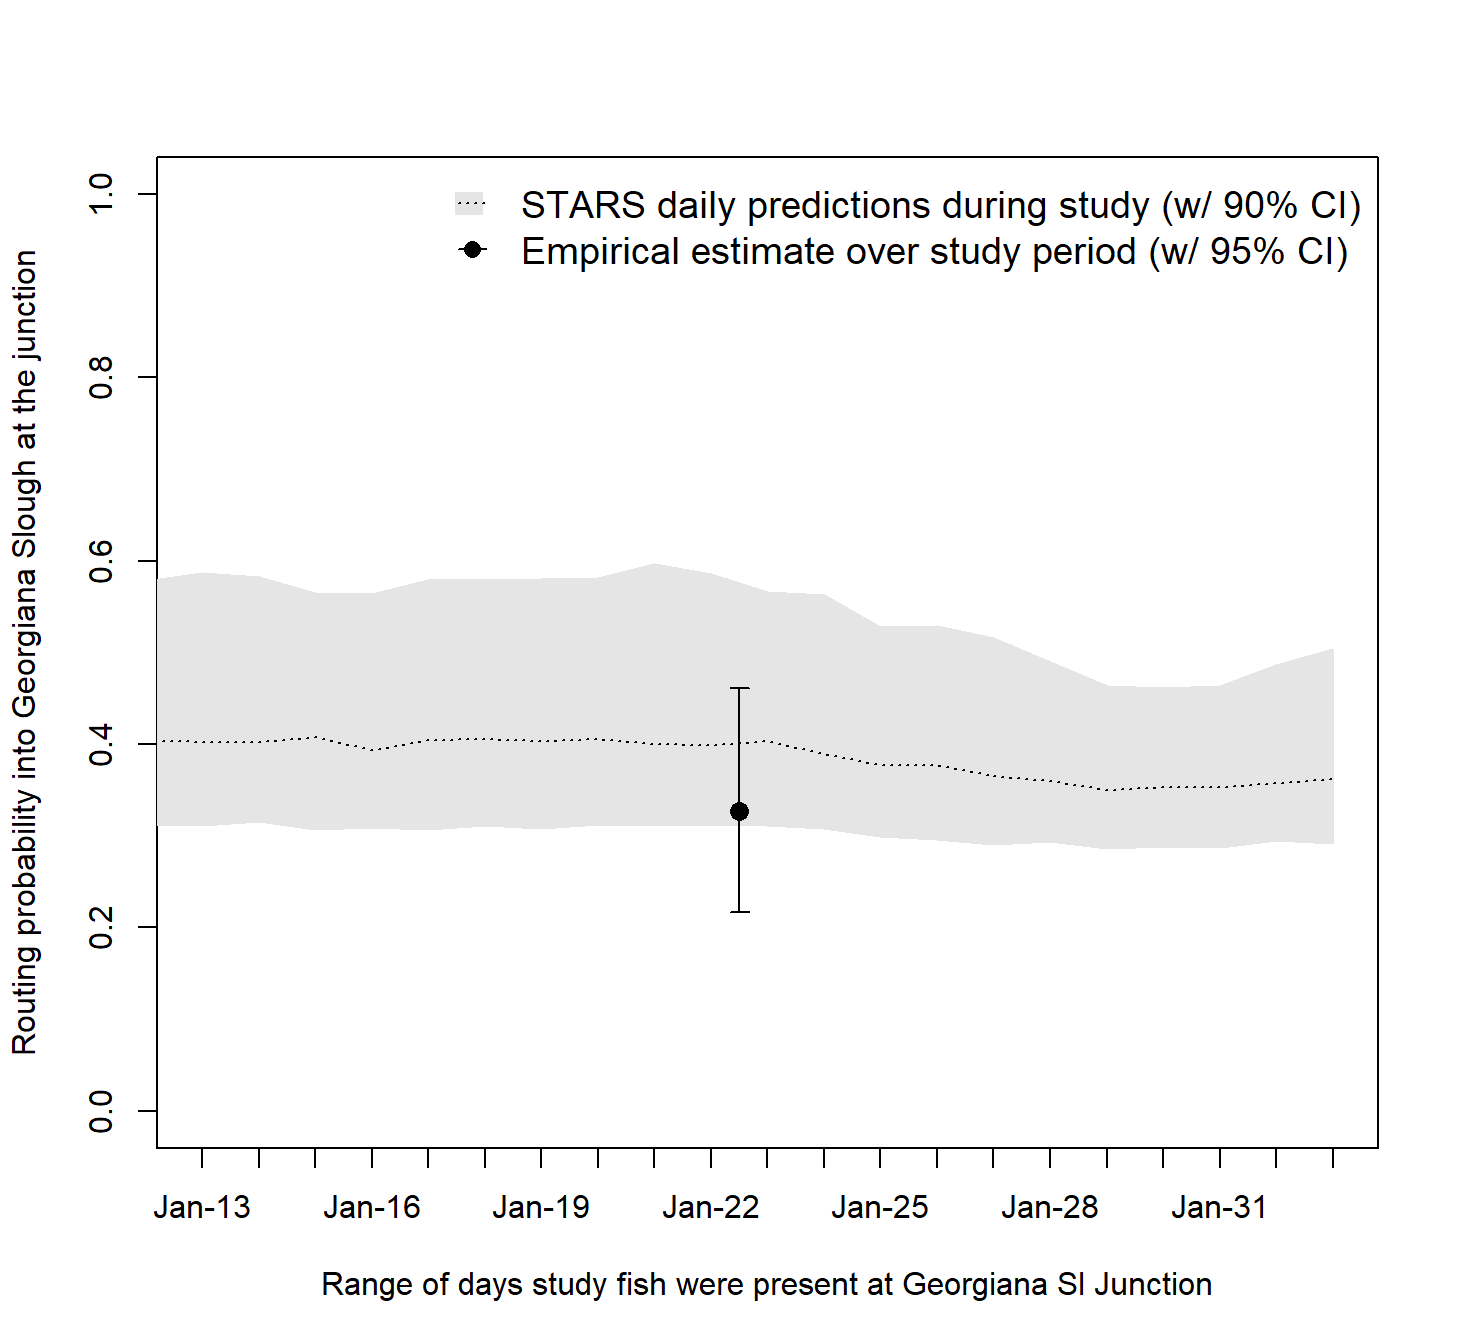 STARS daily predictions during study (w/ 90% CI)
Empirical estimate over study period (w/ 95% CI)
Routing probability into Georgiana Slough at the junction
1.0
0.8
0.6
0.4
0.2
0.0
Jan-13 Jan-16 Jan-19 Jan-22 Jan-25 Jan-28 Jan-31
Range of days study fish were present at Georgiana Sl Junction